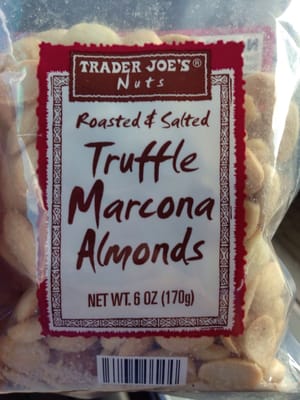 TRADER JOE'S®
Nuts
Roasted & Salted
Truffle
Marcona
Almonds
NET WT. 6 OZ (170g)